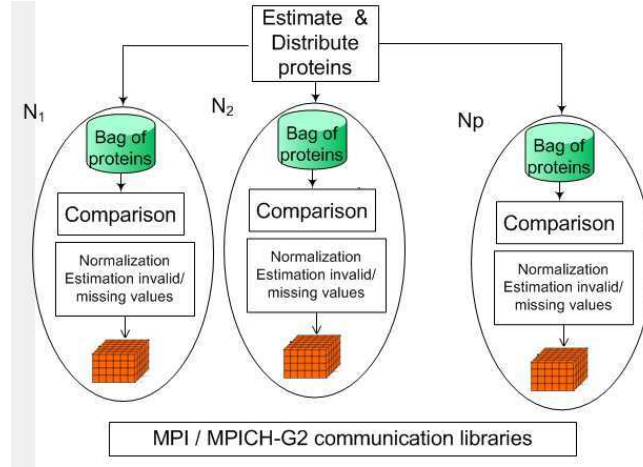 Estimate & 
Distribute
proteins
N1
Bag of
proteins
Comparison
Normalization
Estimation invalid/
missing values
N2
Bag of
proteins
Comparison
Normalization
Estimation invalid/
missing values
Np
Bag of
proteins
Comparison
Normalization
Estimation invalid/
missing values
MPI / MPICH-G2 communication libraries